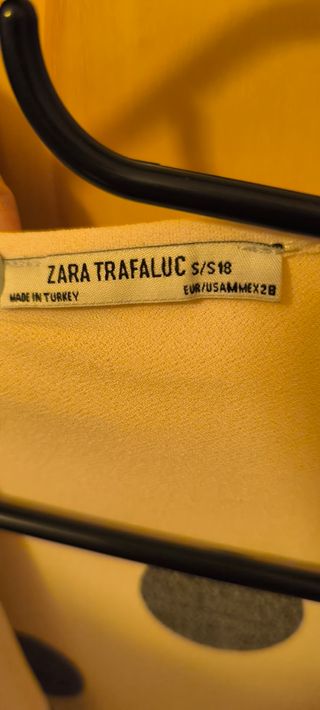 ZARA TRAFALUC S/S18
MADE IN TURKEY EUR/USAMMEX28